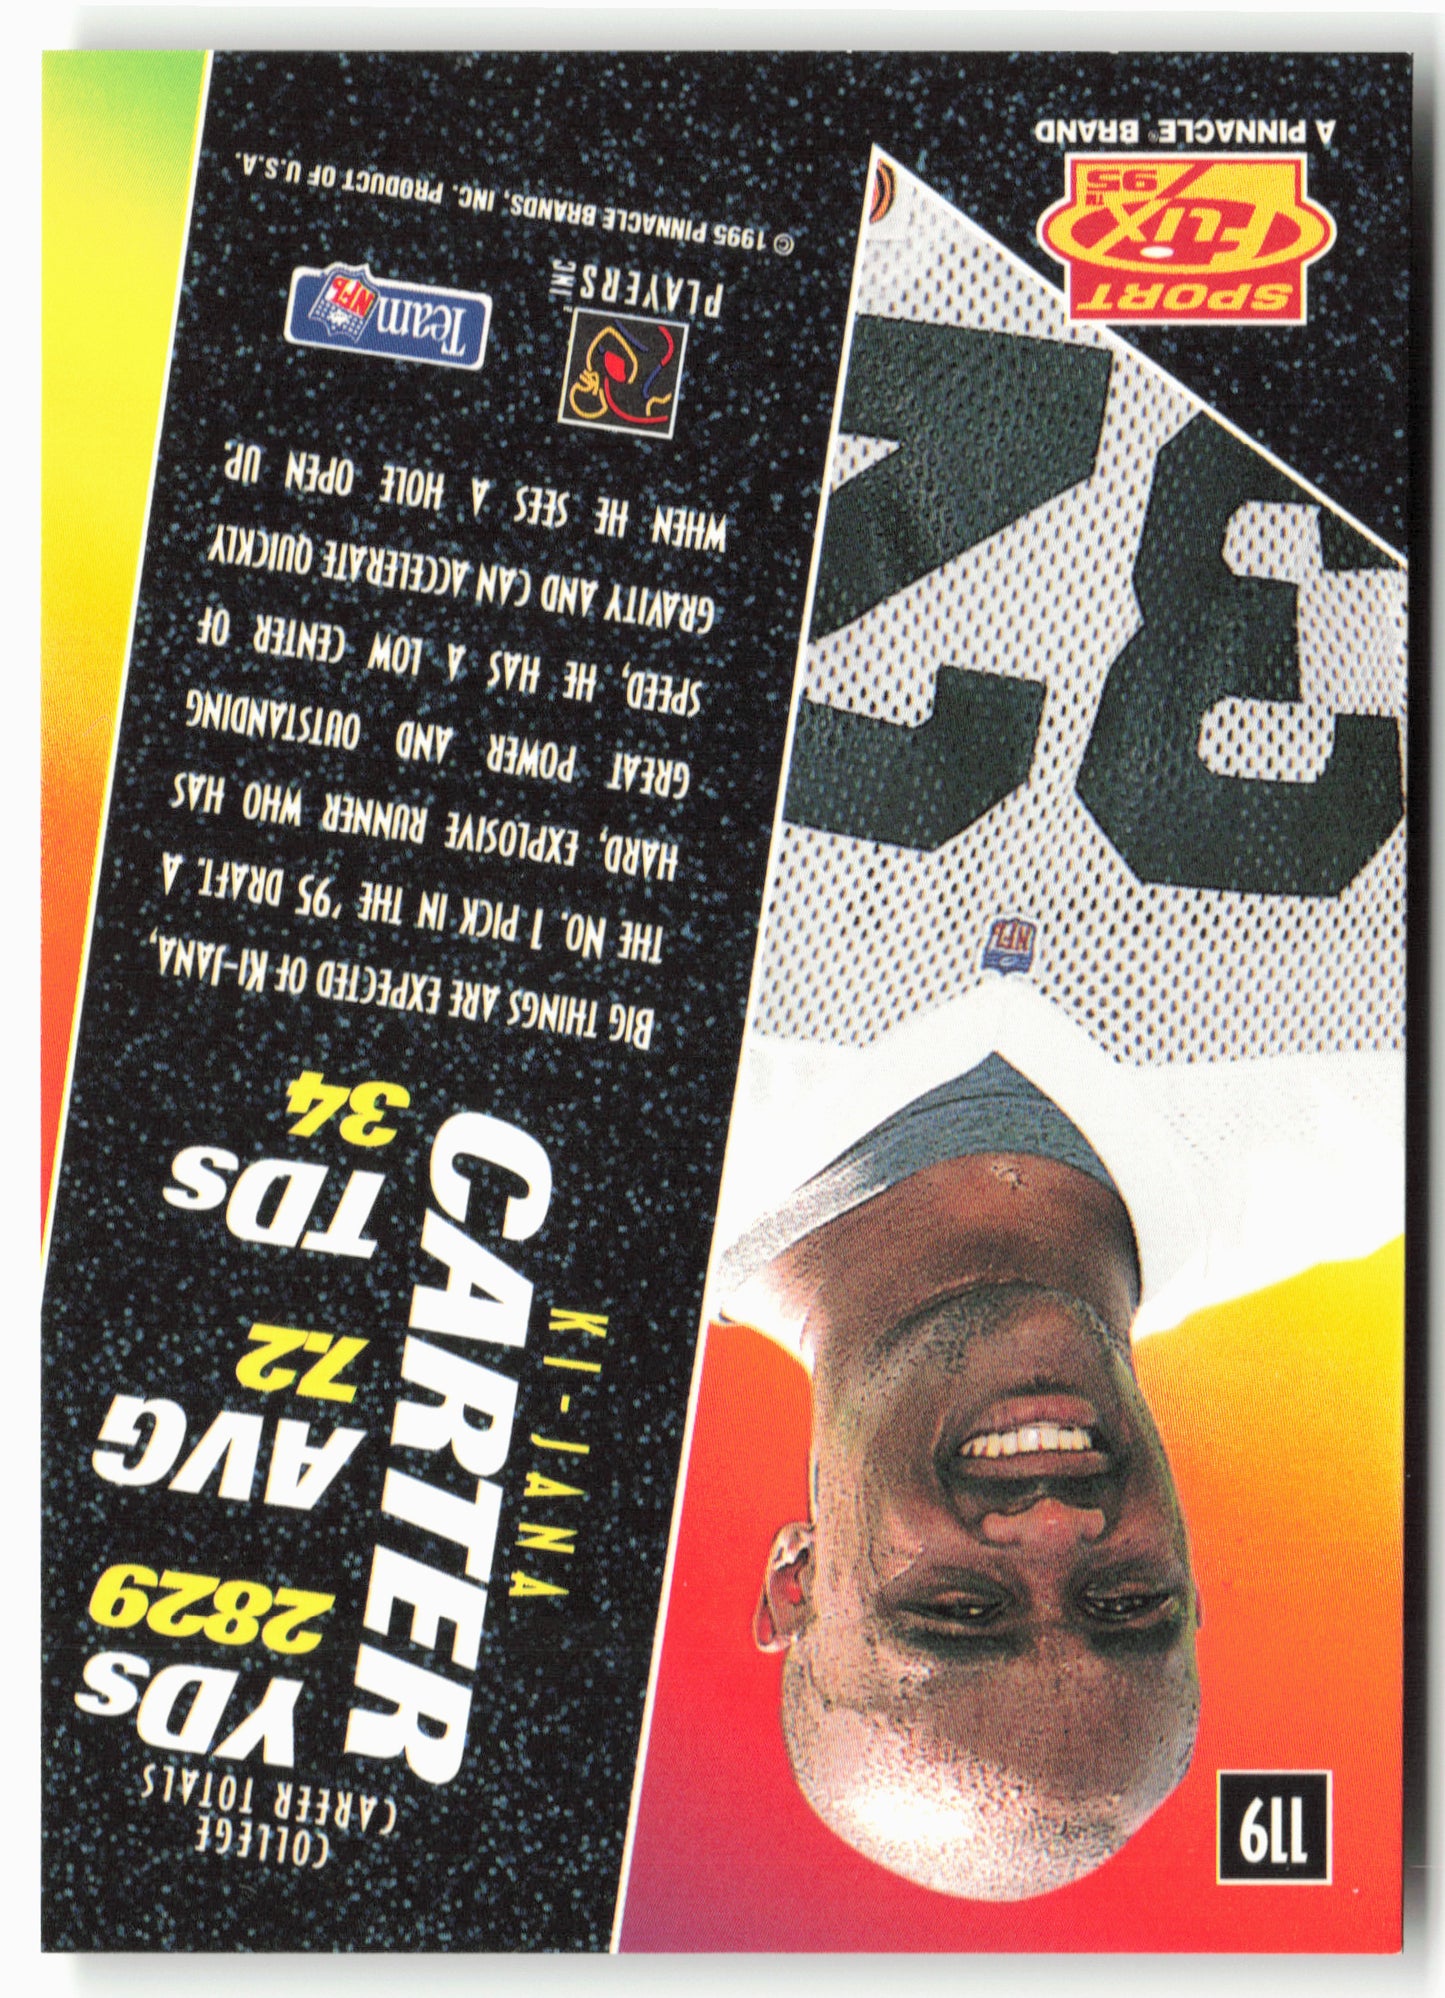 119
COLLEGE
CAREER TOTALS
YDS
2829
AVG
7.2
TDS
34
KI-JANA
CARTER
BIG THINGS ARE EXPECTED OF KI-JANA,
THE NO. 1 PICK IN THE '95 DRAFT. A
HARD, EXPLOSIVE RUNNER WHO HAS
GREAT POWER AND OUTSTANDING
SPEED, HE HAS A LOW CENTER OF
GRAVITY AND CAN ACCELERATE QUICKLY
WHEN HE SEES A HOLE OPEN UP.
NFL
32
PLAYERS
INC™
Team
NFL
© 1995 PINNACLE BRANDS, INC. PRODUCT OF U.S.A.
SPORT
FLIX™
/95
A PINNACLE® BRAND